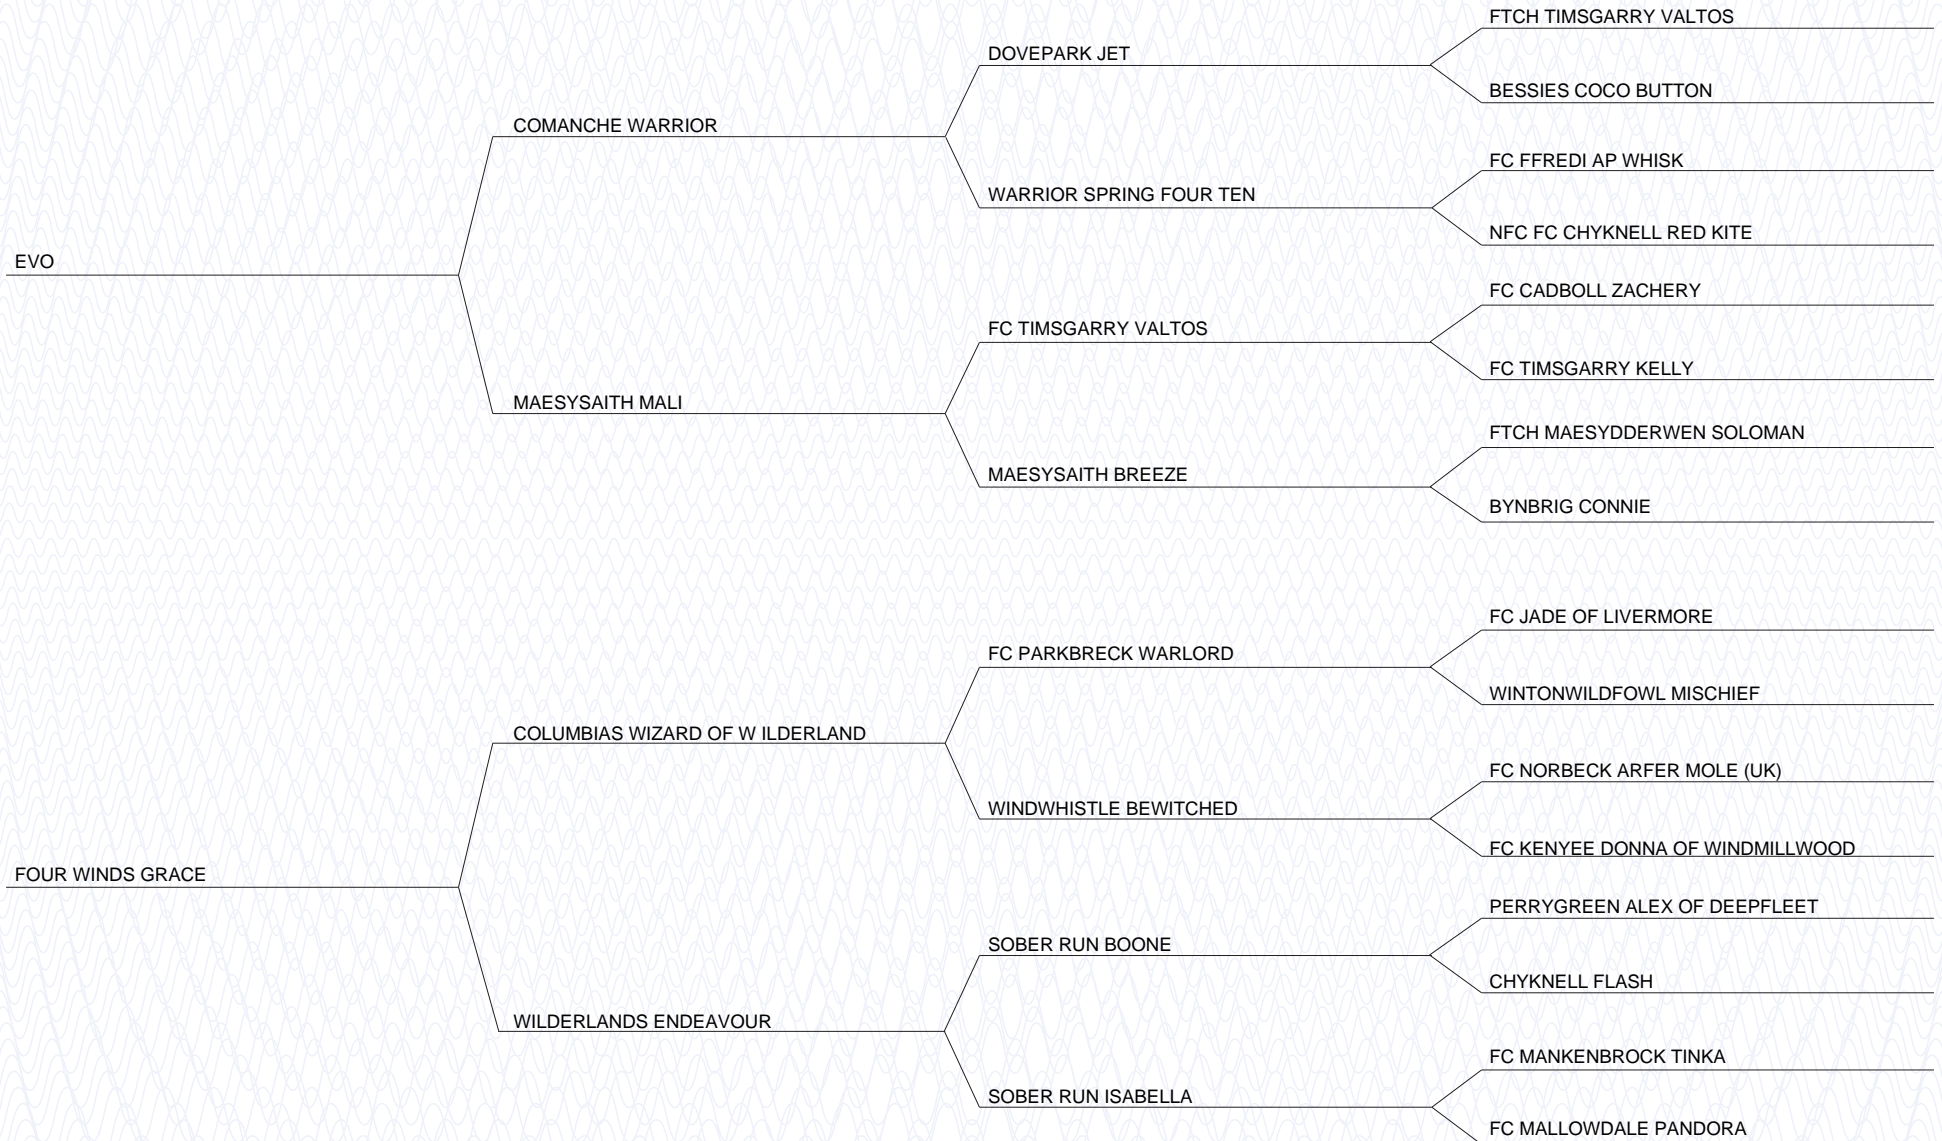 FTCH TIMSGARRY VALTOS
DOVEPARK JET
BESSIES COCO BUTTON
COMANCHE WARRIOR
FC FFREDI AP WHISK
WARRIOR SPRING FOUR TEN
NFC FC CHYKNELL RED KITE
EVO
FC CADBOLL ZACHERY
FC TIMSGARRY VALTOS
FC TIMSGARRY KELLY
MAESYSAITH MALI
FTCH MAESYDDERWEN SOLOMAN
MAESYSAITH BREEZE
BYNBRIG CONNIE
FC JADE OF LIVERMORE
FC PARKBRECK WARLORD
WINTONWILDFOWL MISCHIEF
COLUMBIAS WIZARD OF W ILDERLAND
FC NORBECK ARFER MOLE (UK)
WINDWHISTLE BEWITCHED
FC KENYEE DONNA OF WINDMILLWOOD
FOUR WINDS GRACE
PERRYGREEN ALEX OF DEEPFLEET
SOBER RUN BOONE
CHYKNELL FLASH
WILDERLANDS ENDEAVOUR
FC MANKENBROCK TINKA
SOBER RUN ISABELLA
FC MALLOWDALE PANDORA